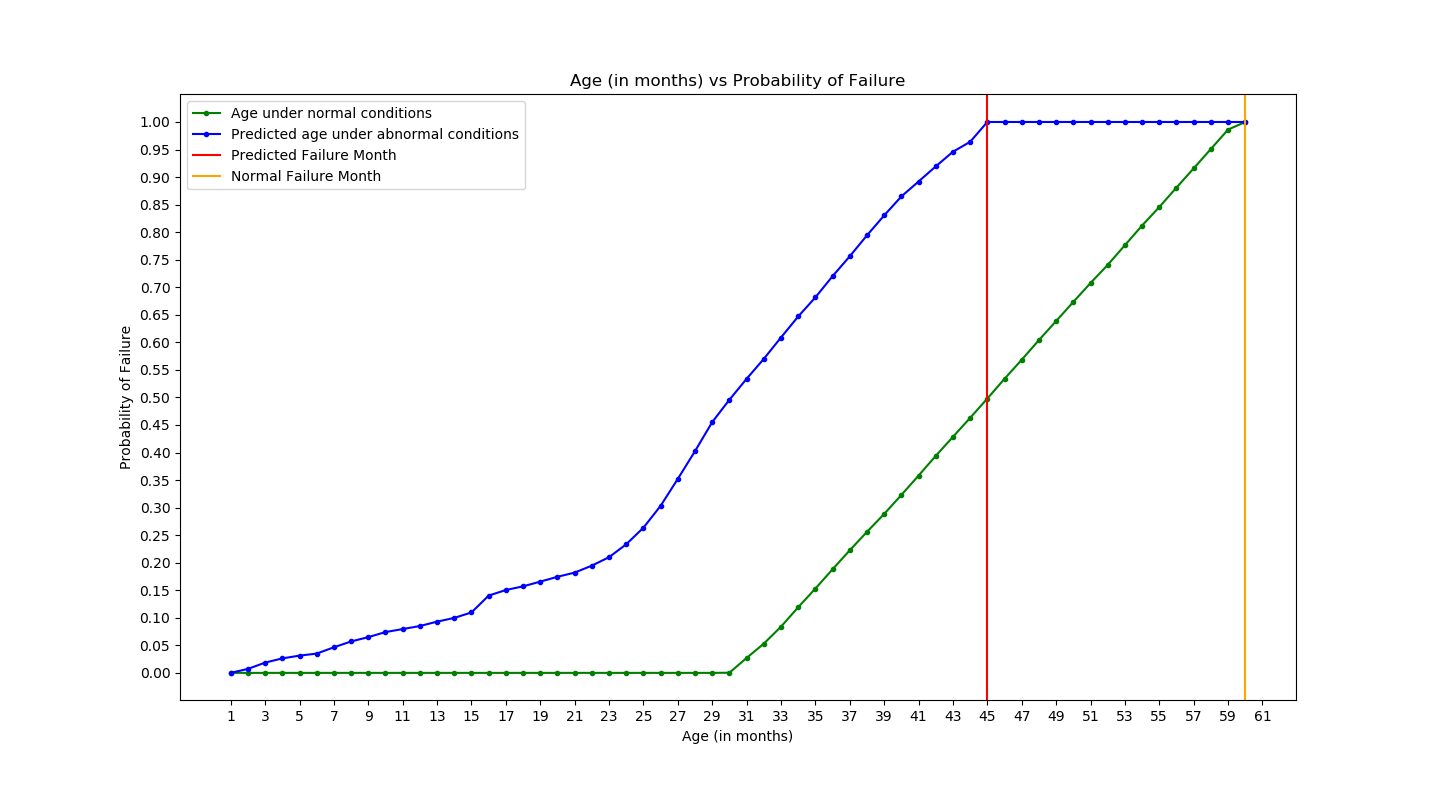 Age (in months) vs Probability of Failure
Age under normal conditions
Predicted age under abnormal conditions
Predicted Failure Month
Normal Failure Month
Probability of Failure
1.00
0.95
0.90
0.85
0.80
0.75
0.70
0.65
0.60
0.55
0.50
0.45
0.40
0.35
0.30
0.25
0.20
0.15
0.10
0.05
0.00
1 3 5 7 9 11 13 15 17 19 21 23 25 27 29 31 33 35 37 39 41 43 45 47 49 51 53 55 57 59 61
Age (in months)